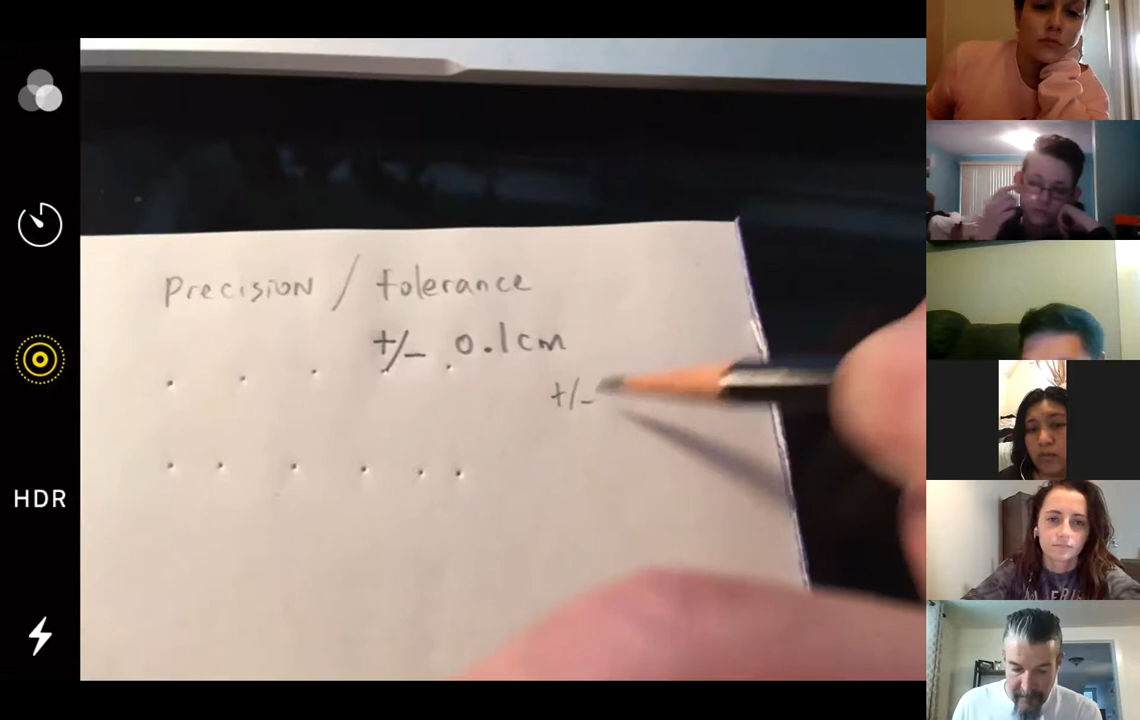 Precision / tolerance
+/- 0.1cm
+/-
HDR